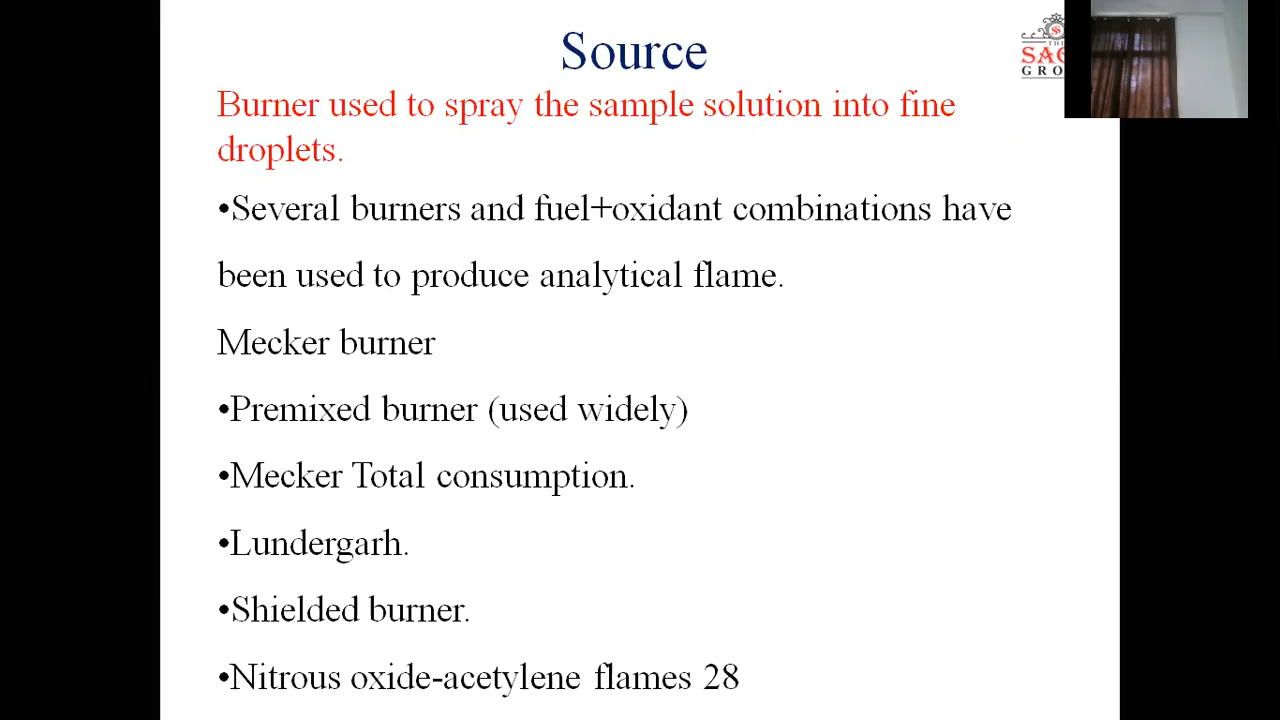 Source
Burner used to spray the sample solution into fine
droplets.
•Several burners and fuel+oxidant combinations have
been used to produce analytical flame.
Mecker burner
•Premixed burner (used widely)
•Mecker Total consumption.
•Lundergarh.
•Shielded burner.
•Nitrous oxide-acetylene flames 28